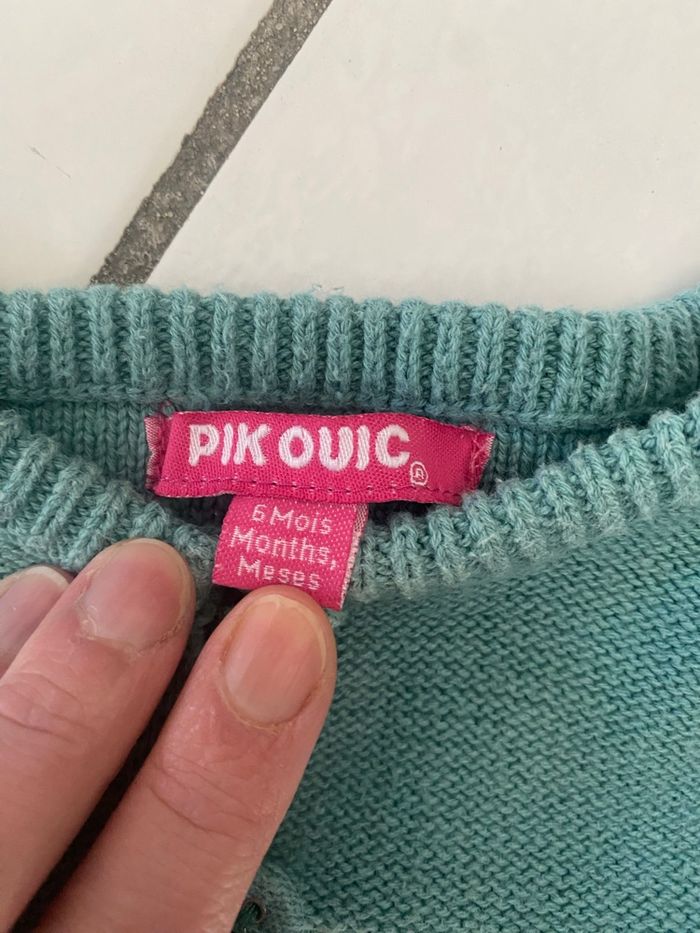 PIK OUIC
®
6 Mois
Months,
Meses